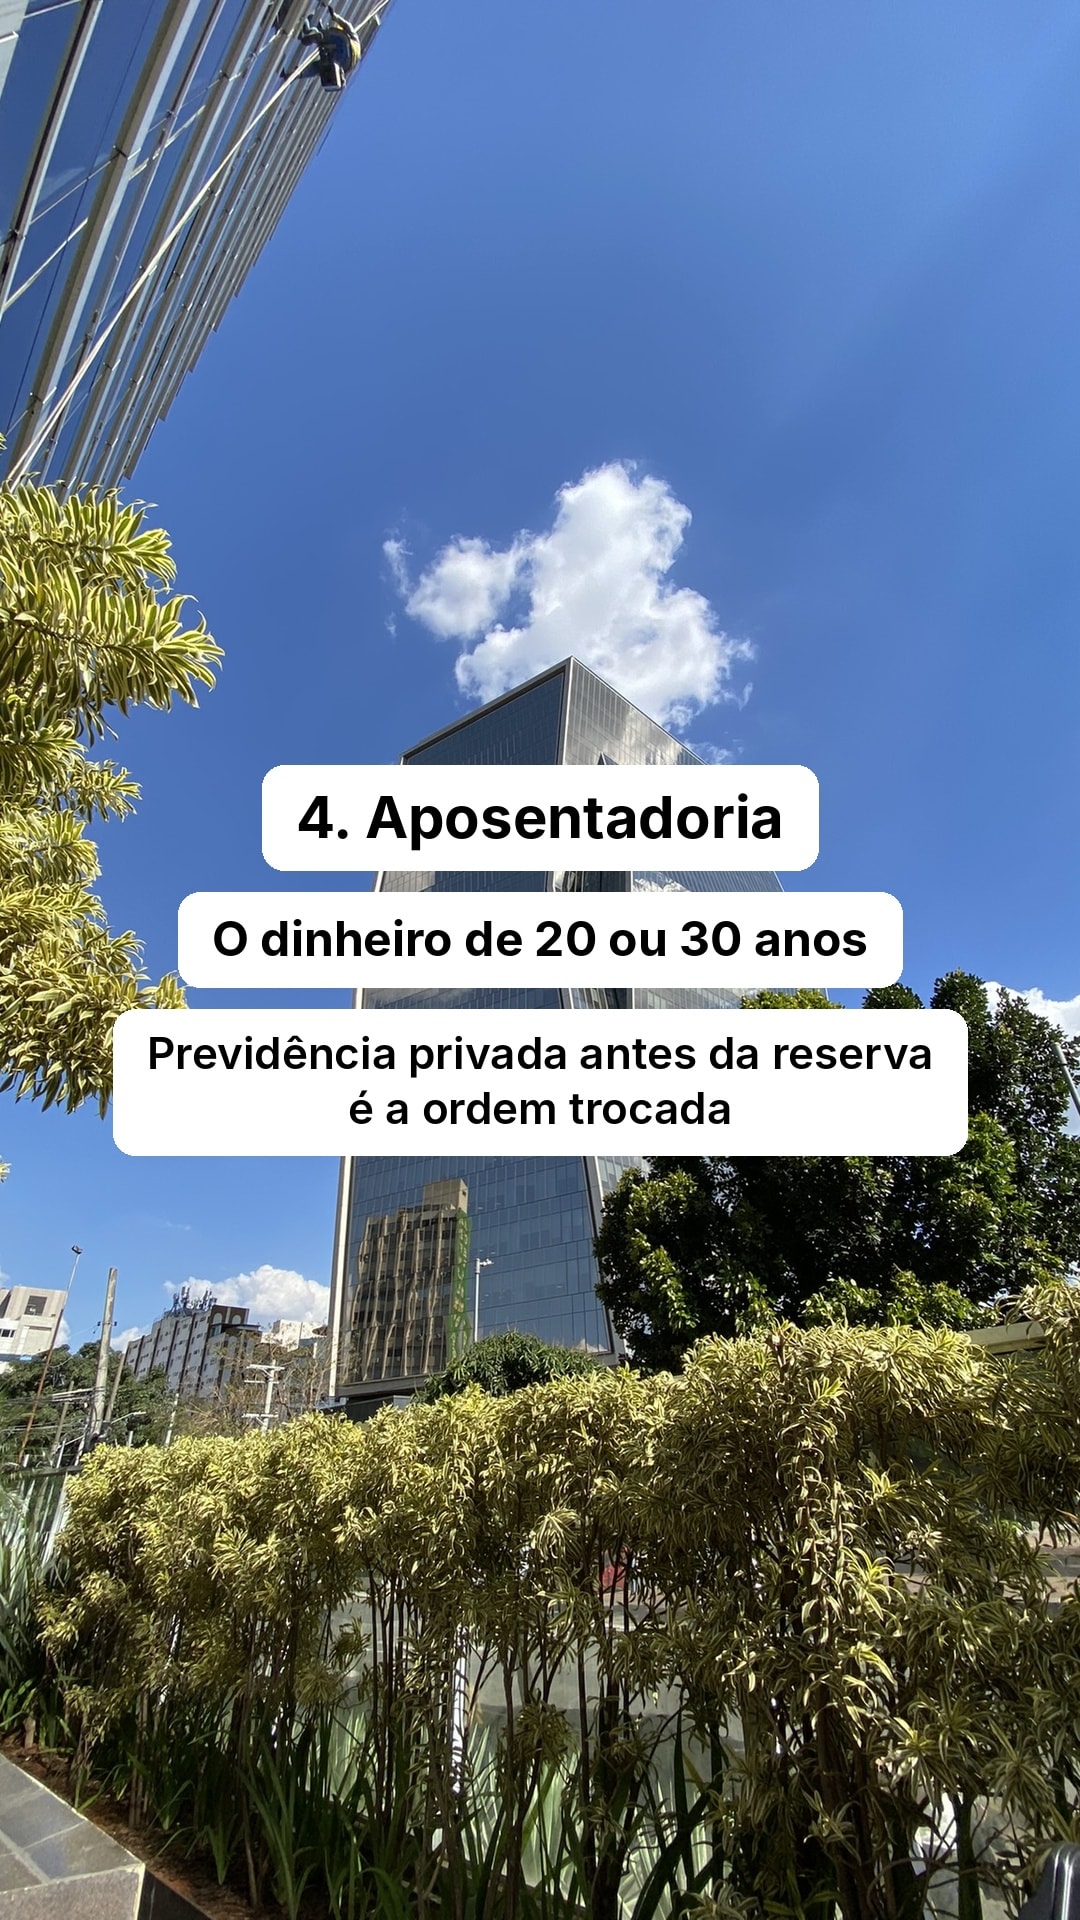 4. Aposentadoria
O dinheiro de 20 ou 30 anos
Previdência privada antes da reserva
é a ordem trocada